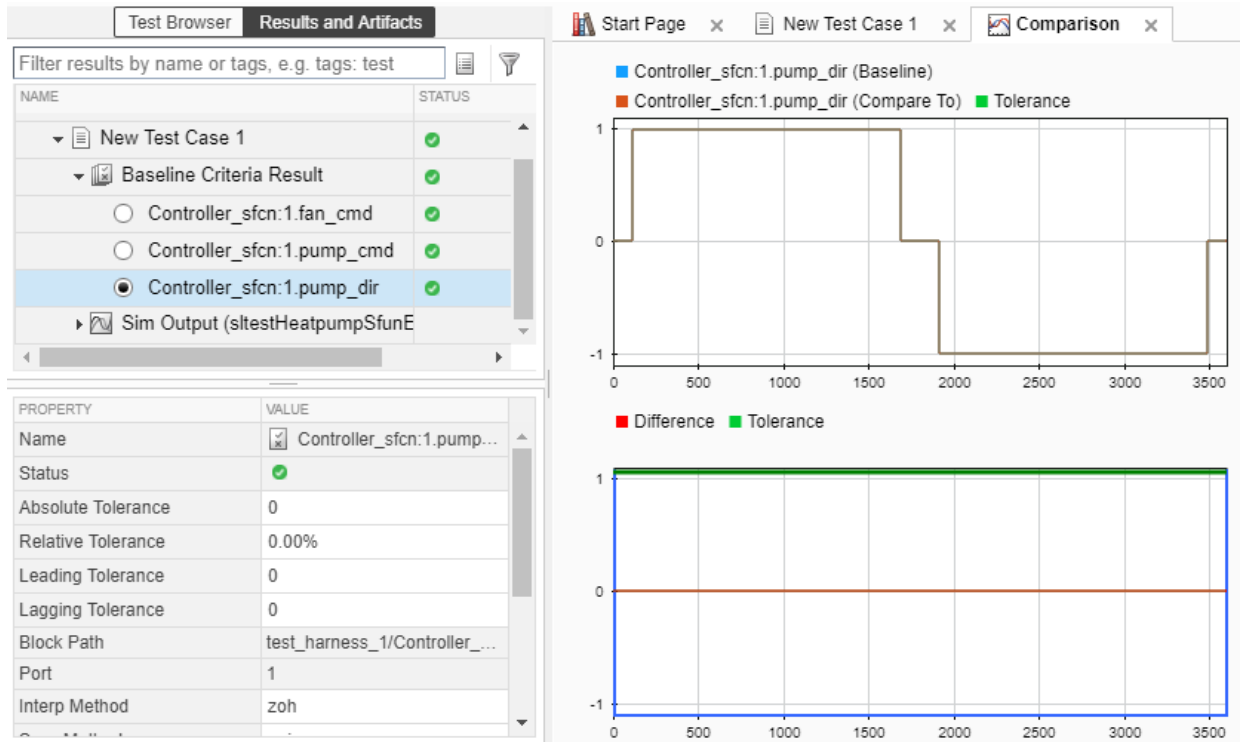 Test Browser Results and Artifacts
Filter results by name or tags, e.g. tags: test
NAME STATUS
New Test Case 1
Baseline Criteria Result
Controller_sfcn:1.fan_cmd
Controller_sfcn:1.pump_cmd
Controller_sfcn:1.pump_dir
Sim Output (sltestHeatpumpSfunE
PROPERTY VALUE
Name Controller_sfcn:1.pump...
Status
Absolute Tolerance 0
Relative Tolerance 0.00%
Leading Tolerance 0
Lagging Tolerance 0
Block Path test_harness_1/Controller_...
Port 1
Interp Method zoh
Start Page New Test Case 1 Comparison
Controller_sfcn:1.pump_dir (Baseline)
Controller_sfcn:1.pump_dir (Compare To) Tolerance
1
0
-1
0 500 1000 1500 2000 2500 3000 3500
Difference Tolerance
1
0
-1
0 500 1000 1500 2000 2500 3000 3500